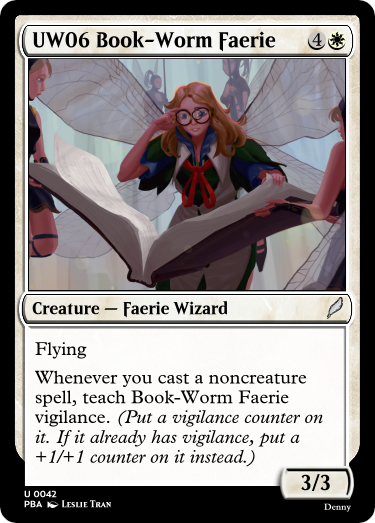 UW06 Book-Worm Faerie 4
Creature — Faerie Wizard
Flying
Whenever you cast a noncreature
spell, teach Book-Worm Faerie
vigilance. (Put a vigilance counter on
it. If it already has vigilance, put a
+1/+1 counter on it instead.)
3/3
U 0042
PBA LESLIE TRAN
Denny